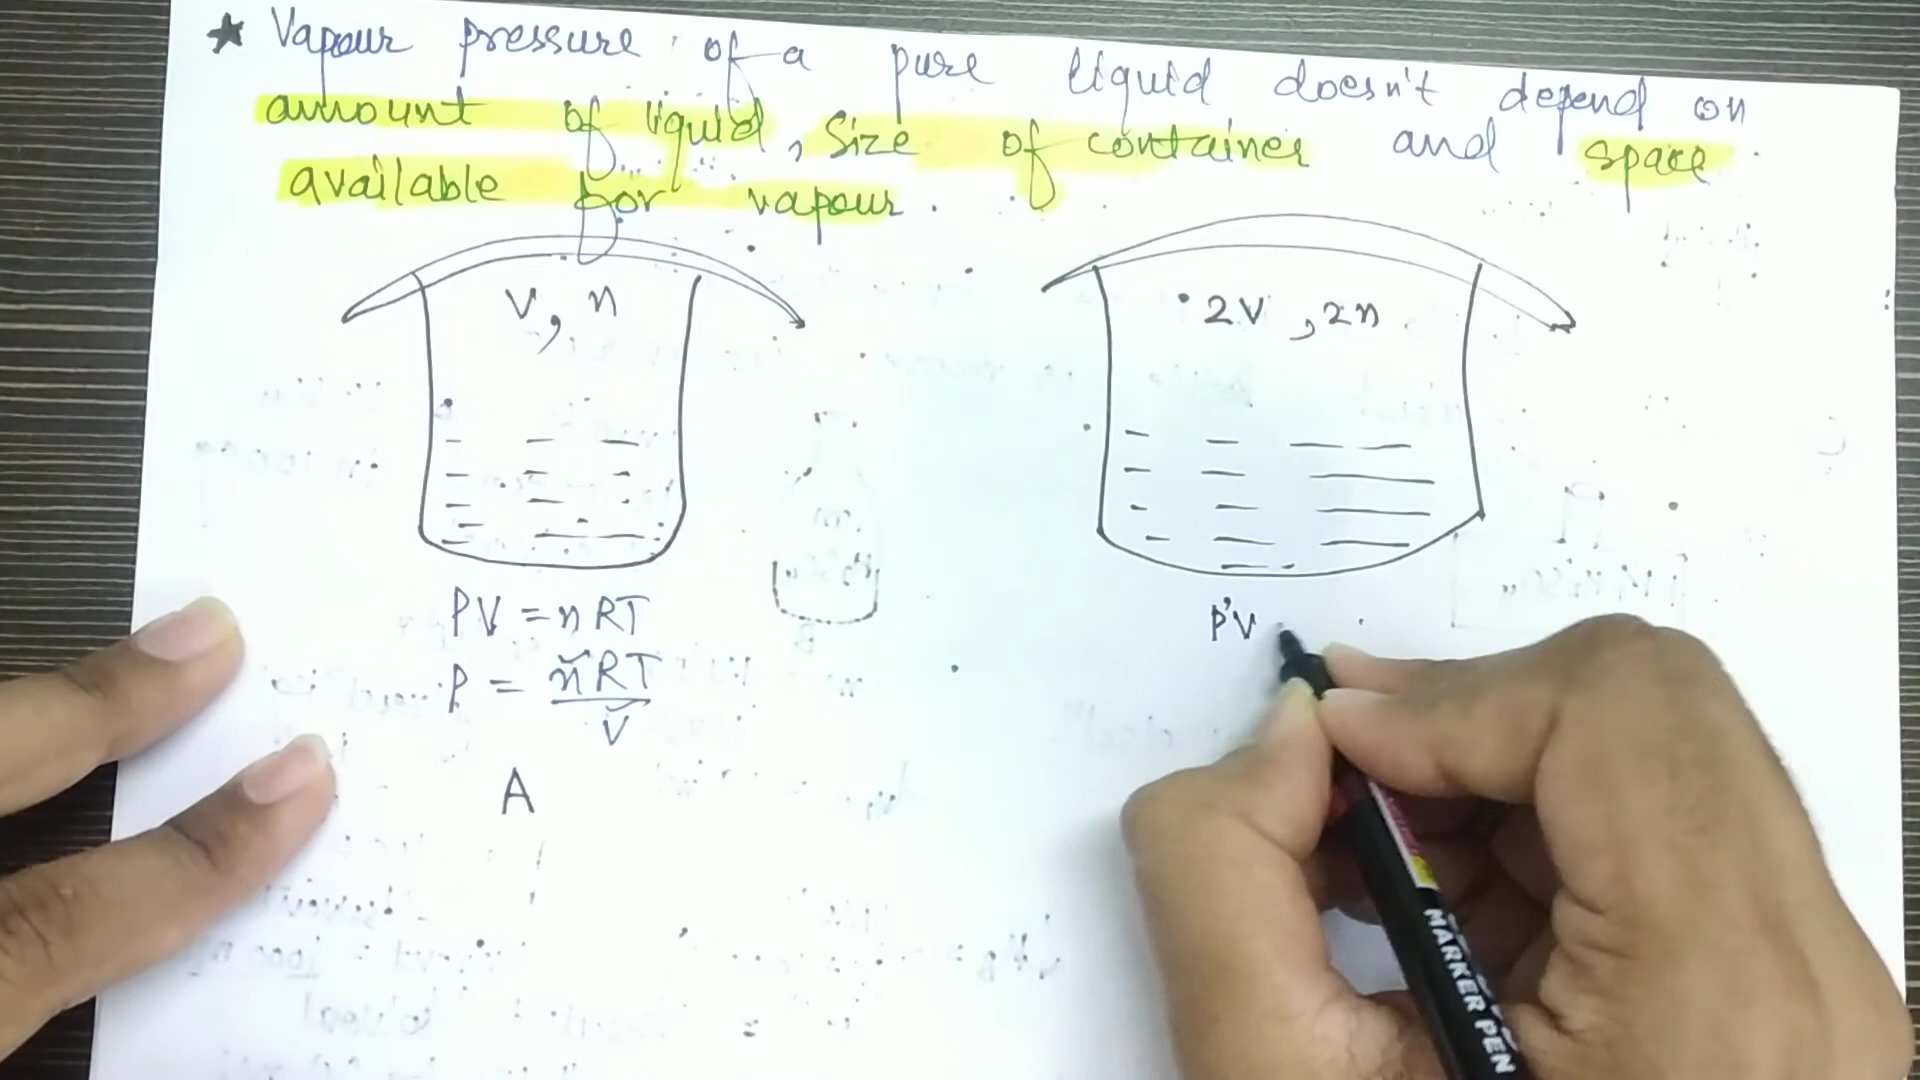 ★ Vapour pressure of a pure liquid doesn't depend on
amount of liquid, Size of container and space
available for vapour.
V, n
2V, 2n
PV = nRT
P'V
P = nRT
V
A
MARKER PEN